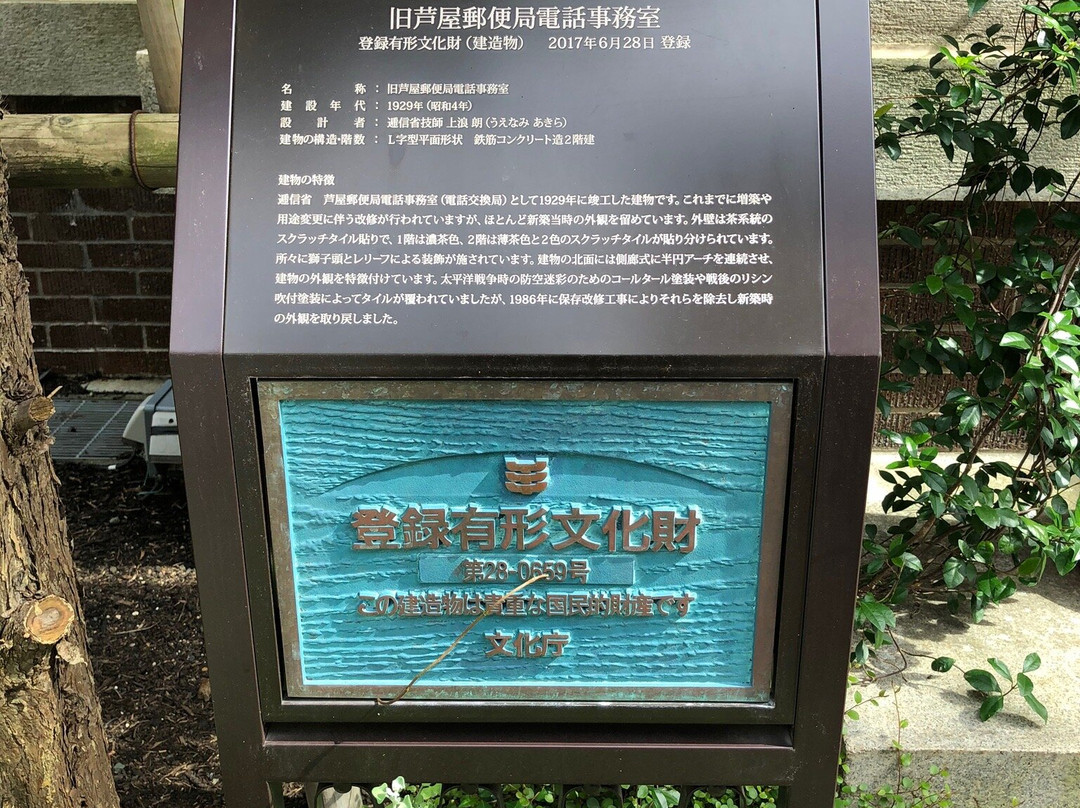 旧芦屋郵便局電話事務室
登録有形文化財(建造物) 2017年6月28日 登録
名称:旧芦屋郵便局電話事務室
建設年代:1929年(昭和4年)
設計者:逓信省技師 上浪 朗(うえなみ あきら)
建物の構造・階数:L字型平面形状 鉄筋コンクリート造2階建
建物の特徴
逓信省 芦屋郵便局電話事務室(電話交換局)として1929年に竣工した建物です。これまでに増築や
用途変更に伴う改修が行われていますが、ほとんど新築当時の外観を留めています。外壁は茶系統の
スクラッチタイル貼りで、1階は濃茶色、2階は薄茶色と2色のスクラッチタイルが貼り分けられています。
所々に獅子頭とレリーフによる装飾が施されています。建物の北面には側廊式に半円アーチを連続させ、
建物の外観を特徴付けています。太平洋戦争時の防空迷彩のためのコールタール塗装や戦後のリシン
吹付塗装によってタイルが覆われていましたが、1986年に保存改修工事によりそれらを除去し新築時
の外観を取り戻しました。
登録有形文化財
第28-0659号
この建造物は貴重な国民的財産です
文化庁